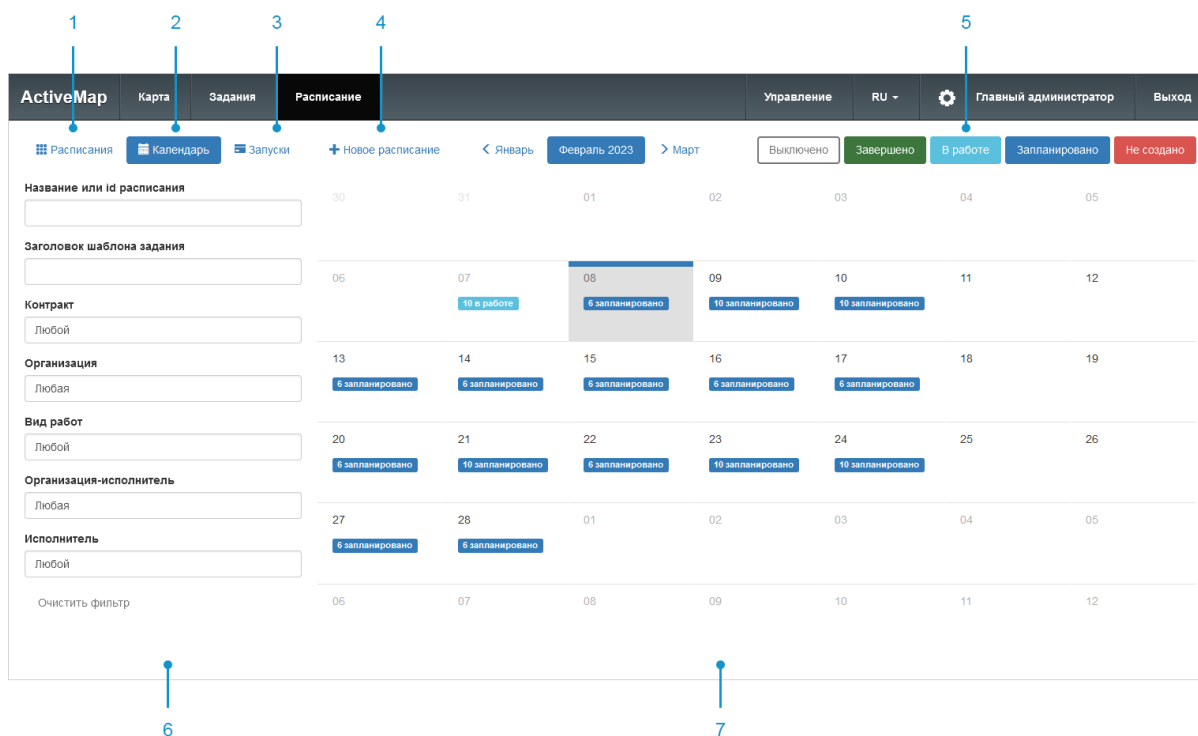 1 2 3 4 5
ActiveMap Карта Задания Расписание Управление RU Главный администратор Выход
Расписания Календарь Запуски Новое расписание Январь Февраль 2023 Март Выключено Завершено В работе Запланировано Не создано
Название или id расписания
30 31 01 02 03 04 05
Заголовок шаблона задания
06 07 08 09 10 11 12
Контракт
10 в работе 6 запланировано 10 запланировано 10 запланировано
Любой
Организация
13 14 15 16 17 18 19
Любая
6 запланировано 6 запланировано 6 запланировано 6 запланировано 6 запланировано
Вид работ
20 21 22 23 24 25 26
Любой
6 запланировано 10 запланировано 6 запланировано 10 запланировано 10 запланировано
Организация-исполнитель
Любая
27 28 01 02 03 04 05
Исполнитель
6 запланировано 6 запланировано
Любой
Очистить фильтр
06 07 08 09 10 11 12
6 7